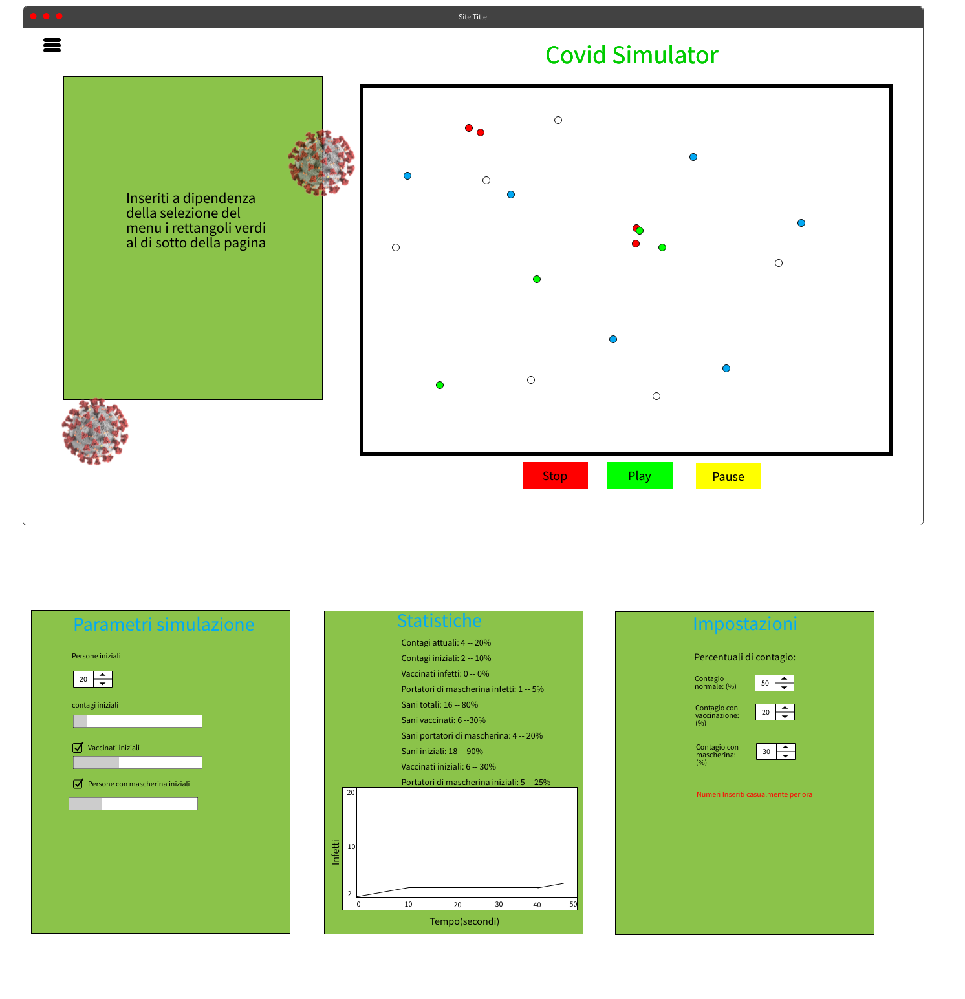 Site Title
Covid Simulator
Inseriti a dipendenza
della selezione del
menu i rettangoli verdi
al di sotto della pagina
Stop
Play
Pause
Parametri simulazione
Persone iniziali
20
contagi iniziali
Vaccinati iniziali
Persone con mascherina iniziali
Statistiche
Contagi attuali: 4 -- 20%
Contagi iniziali: 2 -- 10%
Vaccinati infetti: 0 -- 0%
Portatori di mascherina infetti: 1 -- 5%
Sani totali: 16 -- 80%
Sani vaccinati: 6 --30%
Sani portatori di mascherina: 4 -- 20%
Sani iniziali: 18 -- 90%
Vaccinati iniziali: 6 -- 30%
Portatori di mascherina iniziali: 5 -- 25%
20
10
2
Infetti
0 10 20 30 40 50
Tempo(secondi)
Impostazioni
Percentuali di contagio:
Contagio
normale: (%)
50
Contagio con
vaccinazione:
(%)
20
Contagio con
mascherina:
(%)
30
Numeri Inseriti casualmente per ora